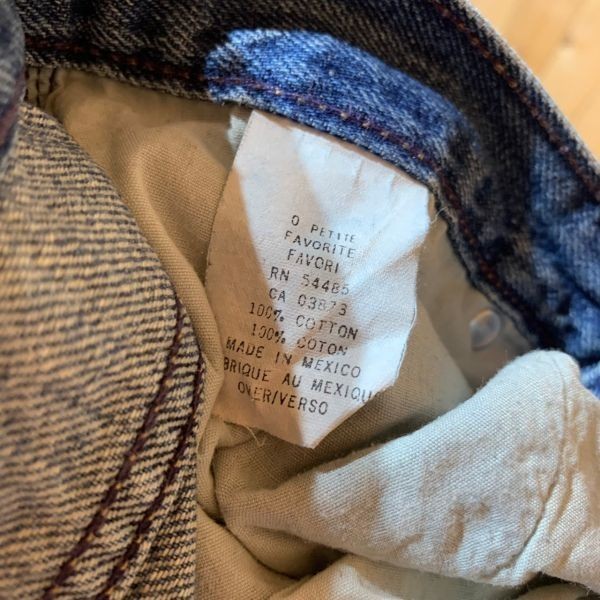 0 PETITE
FAVORITE
FAVORI
RN 54485
CA 03873
100% COTTON
100% COTON
MADE IN MEXICO
BRIQUE AU MEXIQU
OVER/VERSO